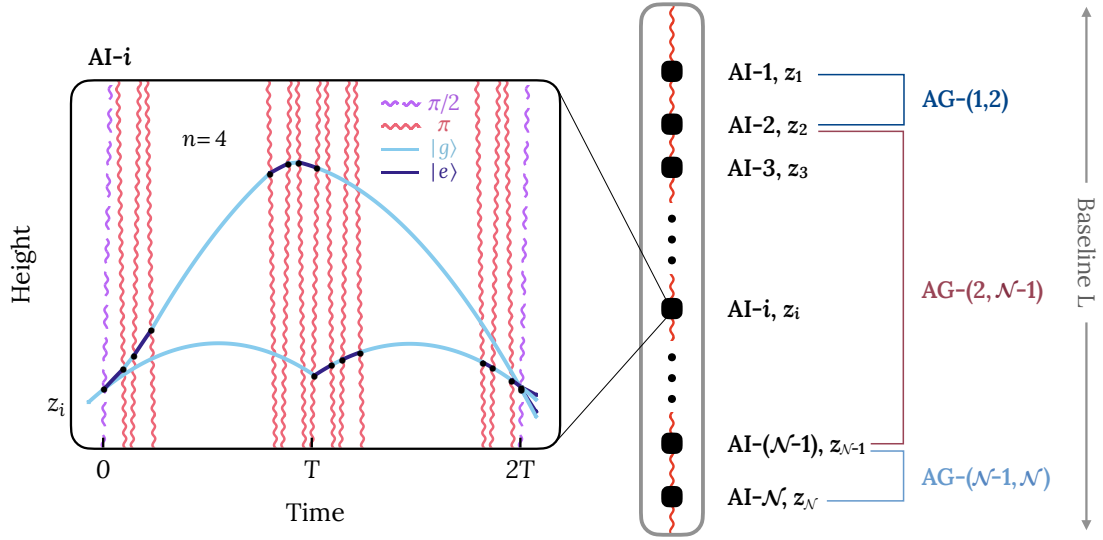 AI-i
n= 4
π/2
π
|g⟩
|e⟩
Height
z_i
0
T
2T
Time
AI-1, z₁
AI-2, z₂
AI-3, z₃
AI-i, z_i
AI-(𝒩-1), z_𝒩-1
AI-𝒩, z_𝒩
AG-(1,2)
AG-(2, 𝒩-1)
AG-(𝒩-1, 𝒩)
Baseline L